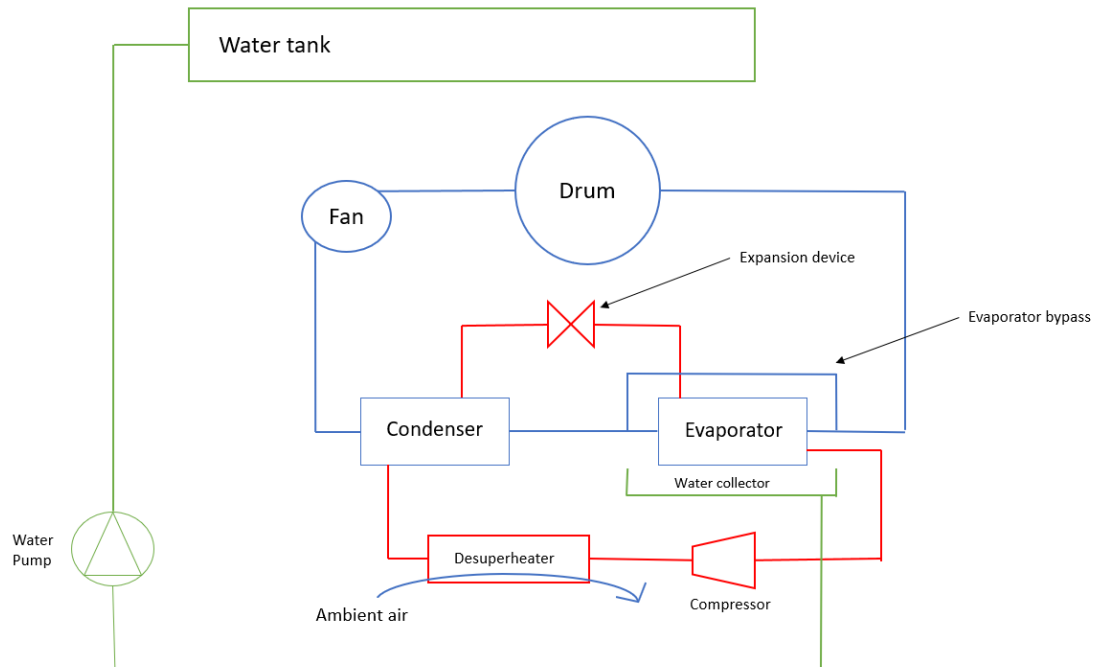 Water tank
Drum
Fan
Expansion device
Evaporator bypass
Condenser
Evaporator
Water collector
Water
Pump
Desuperheater
Compressor
Ambient air